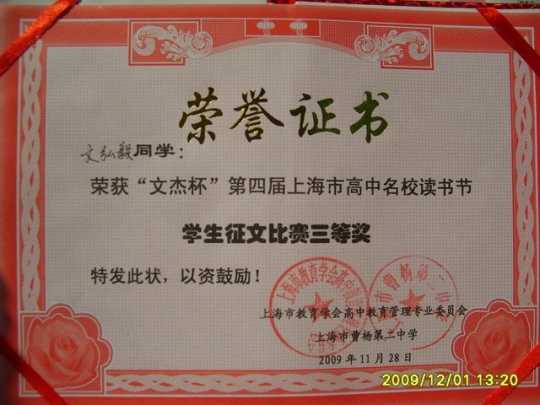 荣誉证书
文弘毅同学：
荣获“文杰杯”第四届上海市高中名校读书节
学生征文比赛三等奖
特发此状，以资鼓励！
上海市教育学会高中教育管理专业委员会
上海市曹杨第二中学
2009年11月28日
2009/12/01 13:20